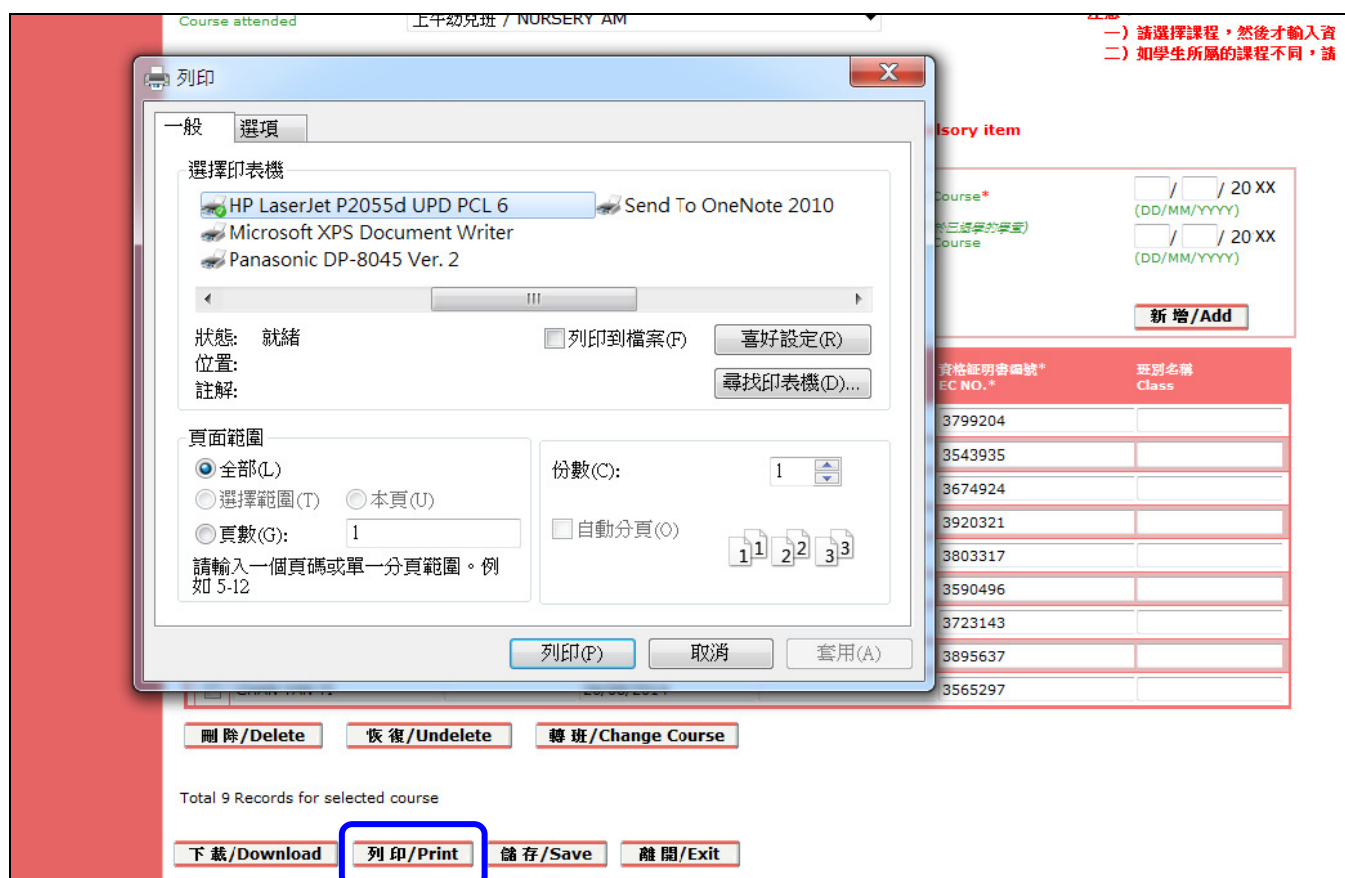 Course attended
上午幼兒班 / NURSERY AM
一）請選擇課程，然後才輸入資
二）如學生所屬的課程不同，請
列印
一般
選項
lsory item
選擇印表機
HP LaserJet P2055d UPD PCL 6
Send To OneNote 2010
Microsoft XPS Document Writer
Panasonic DP-8045 Ver. 2
Course*
/ / 20 XX
(DD/MM/YYYY)
Course
/ / 20 XX
(DD/MM/YYYY)
新 增/Add
狀態: 就緒
列印到檔案(F)
喜好設定(R)
位置:
註解:
尋找印表機(D)...
資格証明書編號*
EC NO.*
班別名稱
Class
3799204
3543935
3674924
3920321
3803317
3590496
3723143
3895637
3565297
頁面範圍
全部(L)
選擇範圍(T)
本頁(U)
頁數(G):
1
請輸入一個頁碼或單一分頁範圍。例
如 5-12
份數(C):
1
自動分頁(O)
1 1 2 2 3 3
列印(P)
取消
套用(A)
刪 除/Delete
恢 復/Undelete
轉 班/Change Course
Total 9 Records for selected course
下 載/Download
列 印/Print
儲 存/Save
離 開/Exit